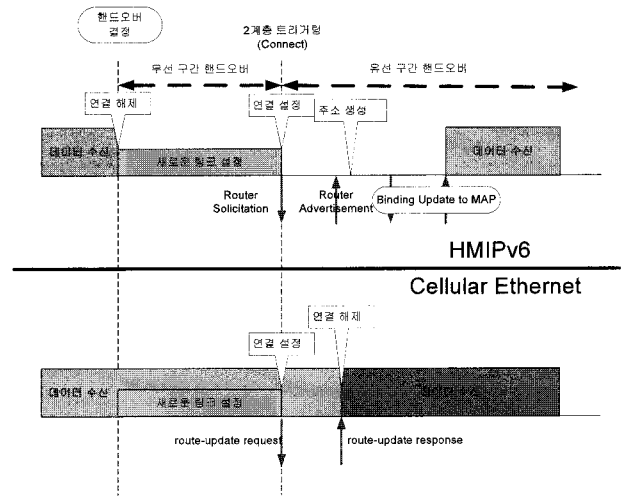 핸드오버
결정
2계층 트리거링
(Connect)
무선 구간 핸드오버
유선 구간 핸드오버
연결 해제
연결 설정
주소 생성
데이터 수신
새로운 링크 설정
데이터 수신
Router
Solicitation
Router
Advertisement
Binding Update to MAP
HMIPv6
Cellular Ethernet
연결 해제
연결 설정
데이터 수신
새로운 링크 설정
데이터 수신
route-update request
route-update response